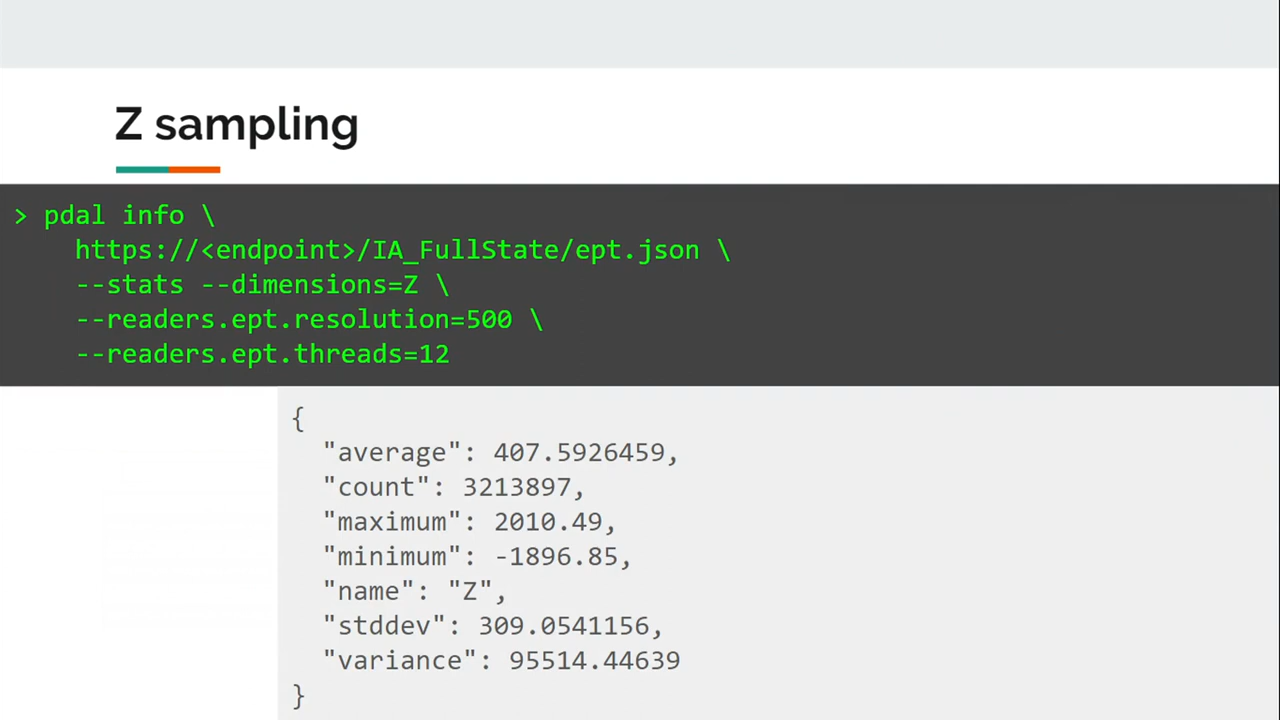 Z sampling
> pdal info \
https://<endpoint>/IA_FullState/ept.json \
--stats --dimensions=Z \
--readers.ept.resolution=500 \
--readers.ept.threads=12
{
"average": 407.5926459,
"count": 3213897,
"maximum": 2010.49,
"minimum": -1896.85,
"name": "Z",
"stddev": 309.0541156,
"variance": 95514.44639
}